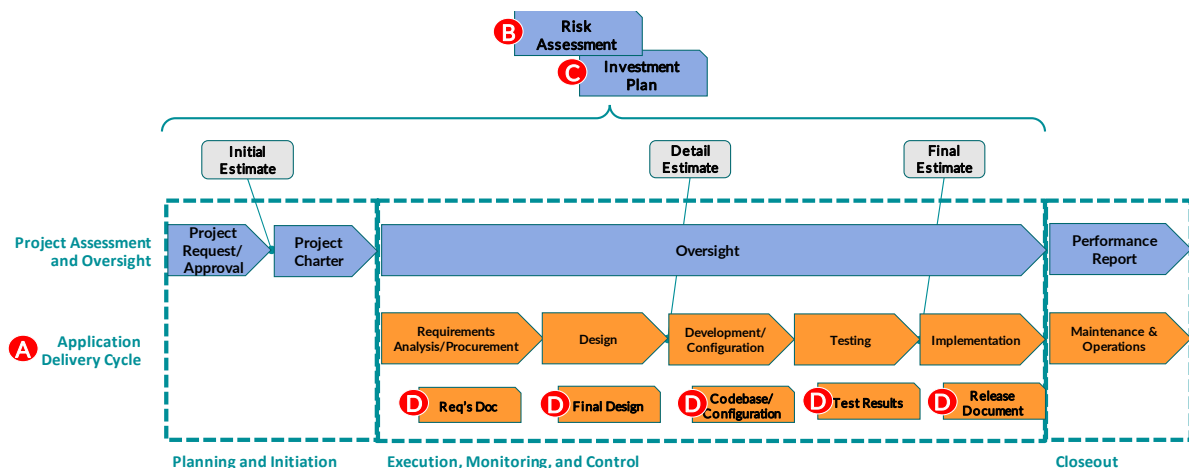 B
Risk
Assessment
C
Investment
Plan
Initial
Estimate
Detail
Estimate
Final
Estimate
Project Assessment
and Oversight
Project
Request/
Approval
Project
Charter
Oversight
Performance
Report
A
Application
Delivery Cycle
Requirements
Analysis/Procurement
Design
Development/
Configuration
Testing
Implementation
Maintenance &
Operations
D
Req's Doc
D
Final Design
D
Codebase/
Configuration
D
Test Results
D
Release
Document
Planning and Initiation
Execution, Monitoring, and Control
Closeout